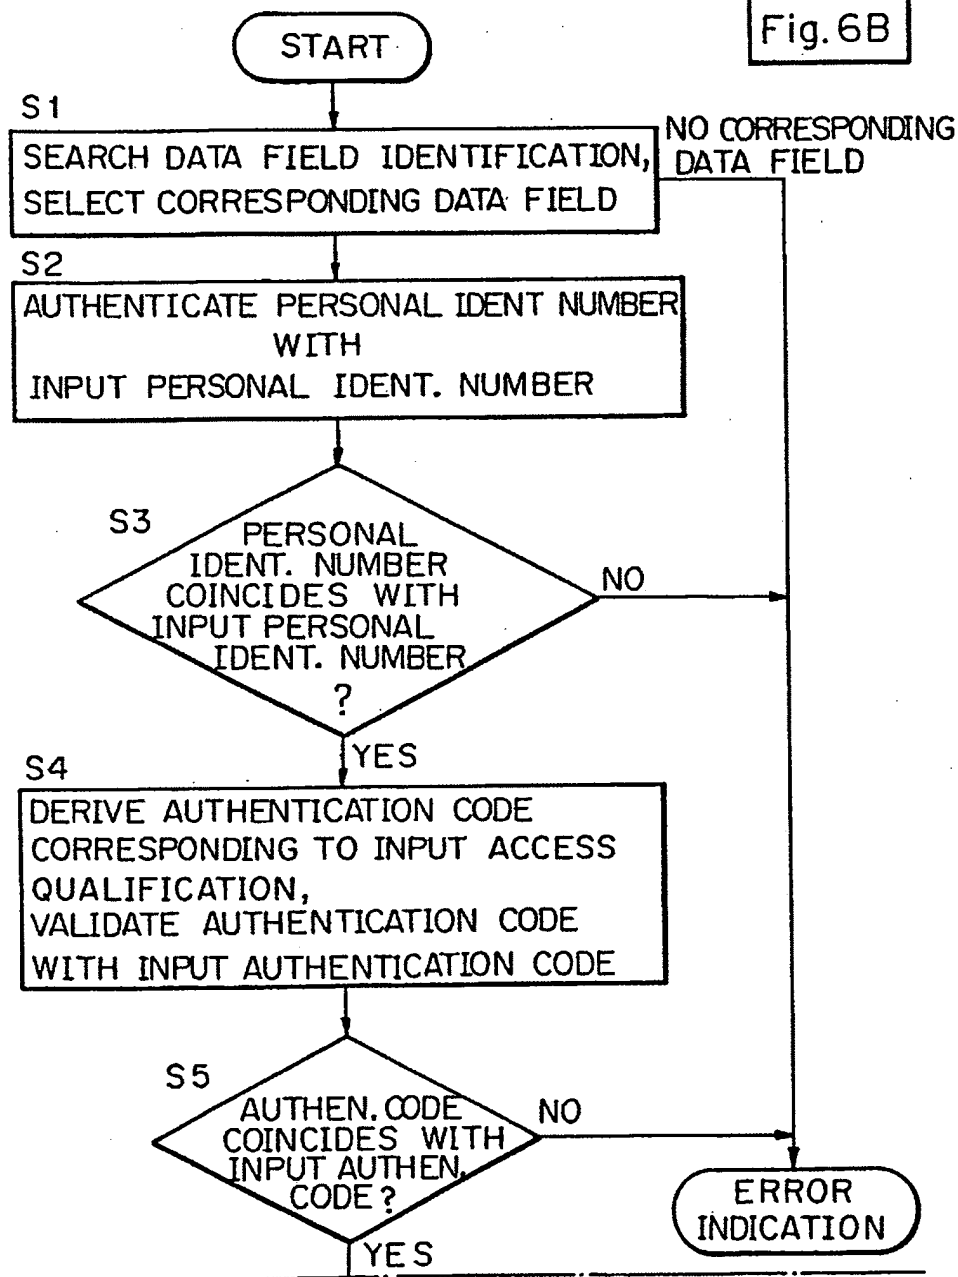 START
Fig. 6B
S1
NO CORRESPONDING
DATA FIELD
SEARCH DATA FIELD IDENTIFICATION,
SELECT CORRESPONDING DATA FIELD
S2
AUTHENTICATE PERSONAL IDENT NUMBER
WITH
INPUT PERSONAL IDENT. NUMBER
S3
PERSONAL
IDENT. NUMBER
COINCIDES WITH
INPUT PERSONAL
IDENT. NUMBER
?
NO
YES
S4
DERIVE AUTHENTICATION CODE
CORRESPONDING TO INPUT ACCESS
QUALIFICATION,
VALIDATE AUTHENTICATION CODE
WITH INPUT AUTHENTICATION CODE
S5
AUTHEN. CODE
COINCIDES WITH
INPUT AUTHEN.
CODE?
NO
YES
ERROR
INDICATION